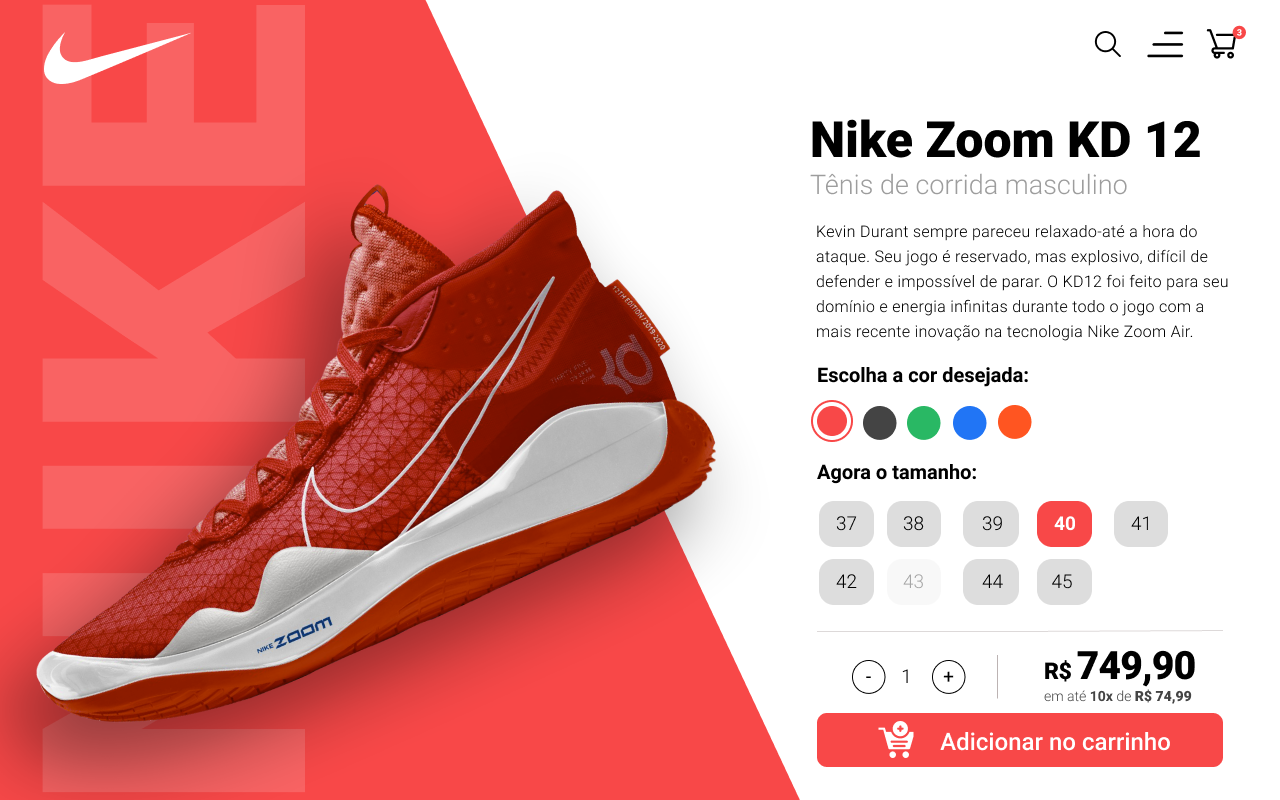 NIKE
3
Nike Zoom KD 12
Tênis de corrida masculino
Kevin Durant sempre pareceu relaxado-até a hora do
ataque. Seu jogo é reservado, mas explosivo, difícil de
defender e impossível de parar. O KD12 foi feito para seu
domínio e energia infinitas durante todo o jogo com a
mais recente inovação na tecnologia Nike Zoom Air.
12TH EDITION / 2019-2020
kd
NIKE ZOOM
Escolha a cor desejada:
Agora o tamanho:
37 38 39 40 41
42 43 44 45
- 1 +
R$ 749,90
em até 10x de R$ 74,99
Adicionar no carrinho